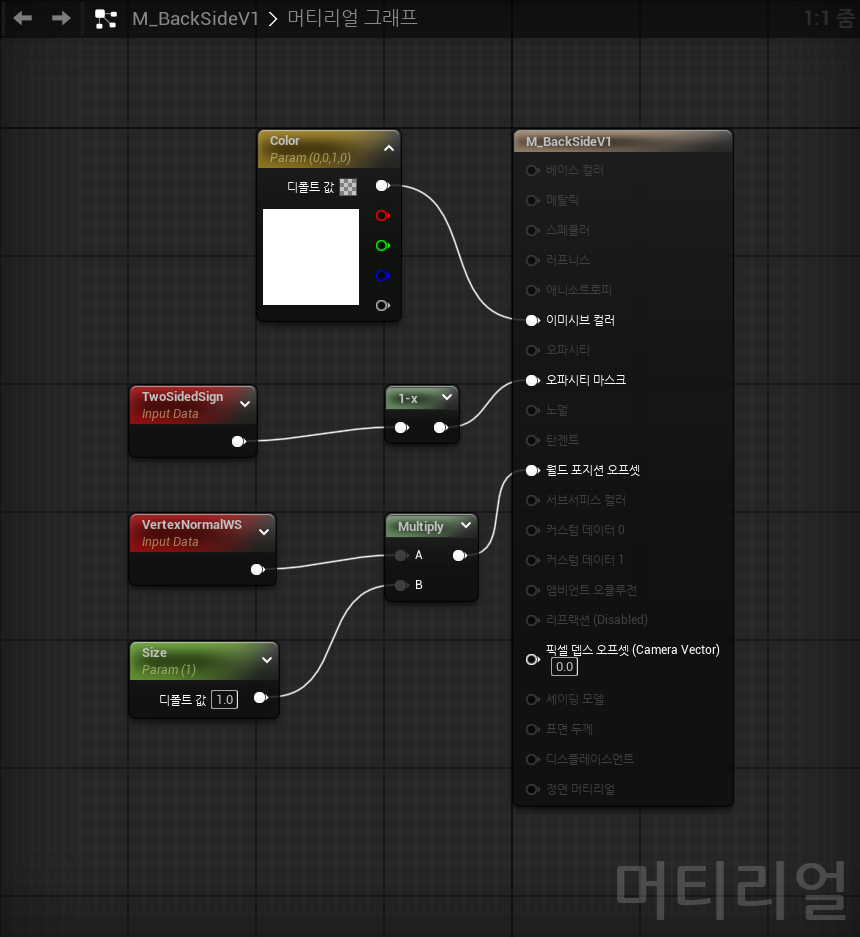 M_BackSideV1 > 머티리얼 그래프
1:1 줌
Color
Param (0,0,1,0)
디폴트 값
TwoSidedSign
Input Data
1-x
VertexNormalWS
Input Data
Multiply
A
B
Size
Param (1)
디폴트 값 1.0
M_BackSideV1
베이스 컬러
메탈릭
스페큘러
러프니스
애니소트로피
이미시브 컬러
오파시티
오파시티 마스크
노멀
탄젠트
월드 포지션 오프셋
서브서피스 컬러
커스텀 데이터 0
커스텀 데이터 1
앰비언트 오클루전
리프랙션 (Disabled)
픽셀 뎁스 오프셋 (Camera Vector)
0.0
셰이딩 모델
표면 두께
디스플레이스먼트
정면 머티리얼
머티리얼